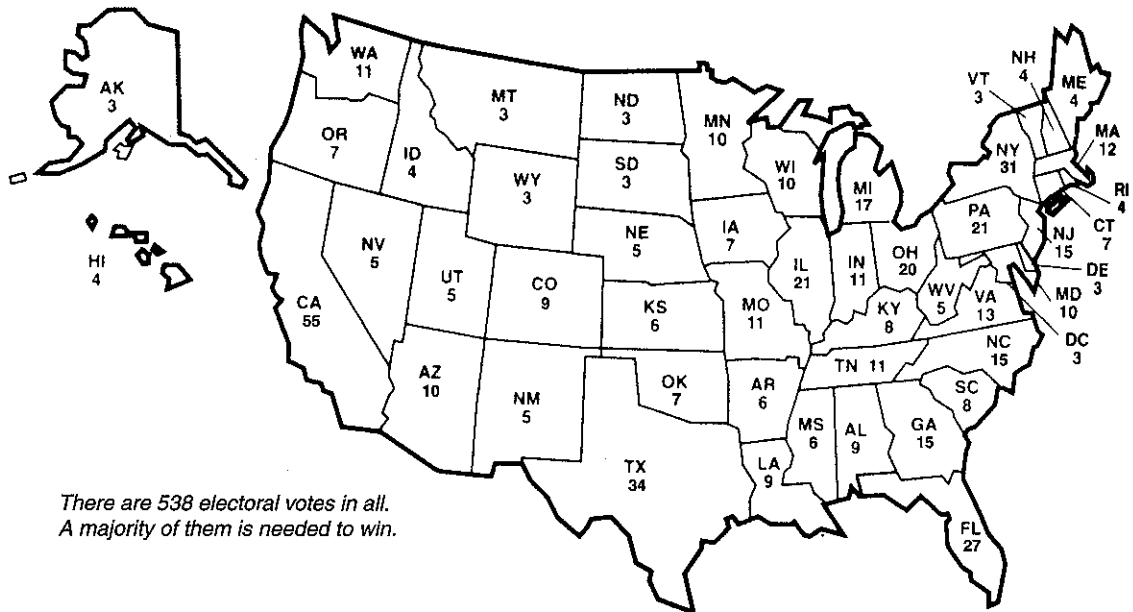 AK
3
HI
4
WA
11
OR
7
ID
4
MT
3
WY
3
NV
5
UT
5
CO
9
CA
55
AZ
10
NM
5
ND
3
SD
3
NE
5
KS
6
OK
7
TX
34
MN
10
IA
7
MO
11
AR
6
LA
9
WI
10
IL
21
MI
17
IN
11
OH
20
KY
8
TN 11
MS
6
AL
9
GA
15
FL
27
SC
8
NC
15
VA
13
WV
5
PA
21
NY
31
VT
3
NH
4
ME
4
MA
12
RI
4
CT
7
NJ
15
DE
3
MD
10
DC
3
There are 538 electoral votes in all.
A majority of them is needed to win.